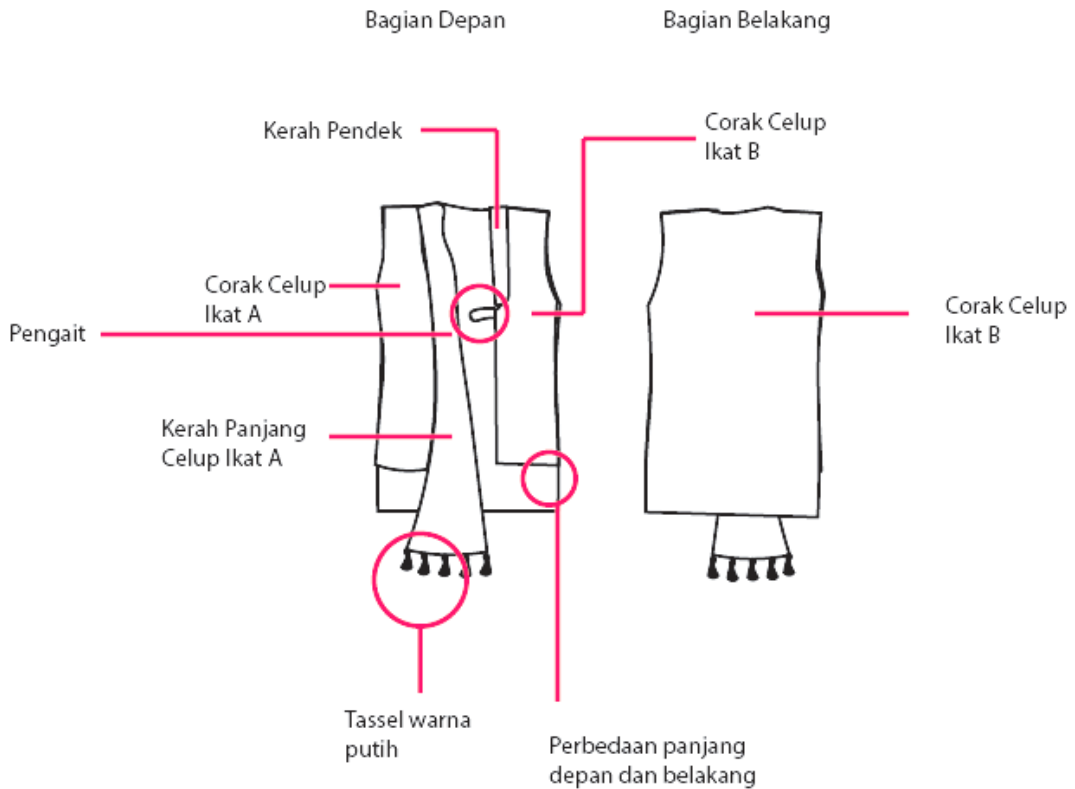 Bagian Depan
Bagian Belakang
Kerah Pendek
Corak Celup
Ikat B
Corak Celup
Ikat A
Pengait
Corak Celup
Ikat B
Kerah Panjang
Celup Ikat A
Tassel warna
putih
Perbedaan panjang
depan dan belakang